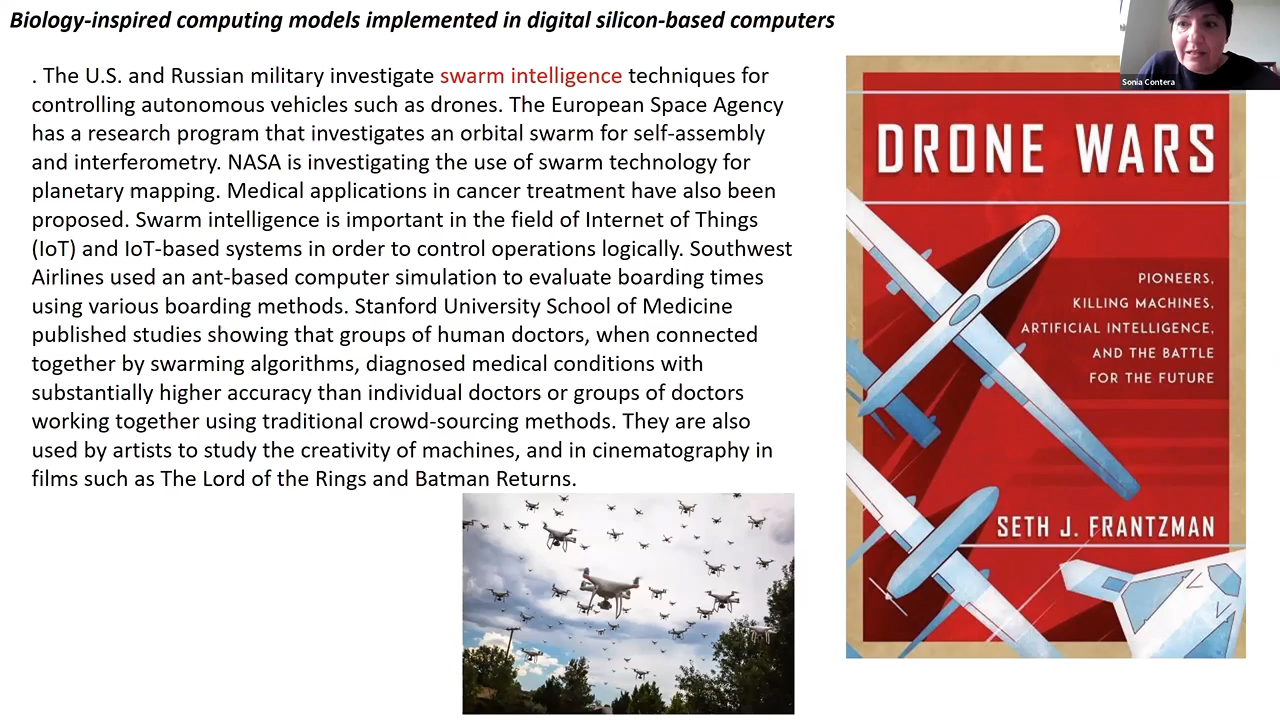 Biology-inspired computing models implemented in digital silicon-based computers
. The U.S. and Russian military investigate swarm intelligence techniques for
controlling autonomous vehicles such as drones. The European Space Agency
has a research program that investigates an orbital swarm for self-assembly
and interferometry. NASA is investigating the use of swarm technology for
planetary mapping. Medical applications in cancer treatment have also been
proposed. Swarm intelligence is important in the field of Internet of Things
(IoT) and IoT-based systems in order to control operations logically. Southwest
Airlines used an ant-based computer simulation to evaluate boarding times
using various boarding methods. Stanford University School of Medicine
published studies showing that groups of human doctors, when connected
together by swarming algorithms, diagnosed medical conditions with
substantially higher accuracy than individual doctors or groups of doctors
working together using traditional crowd-sourcing methods. They are also
used by artists to study the creativity of machines, and in cinematography in
films such as The Lord of the Rings and Batman Returns.
Sonia Contera
DRONE WARS
PIONEERS,
KILLING MACHINES,
ARTIFICIAL INTELLIGENCE,
AND THE BATTLE
FOR THE FUTURE
SETH J. FRANTZMAN